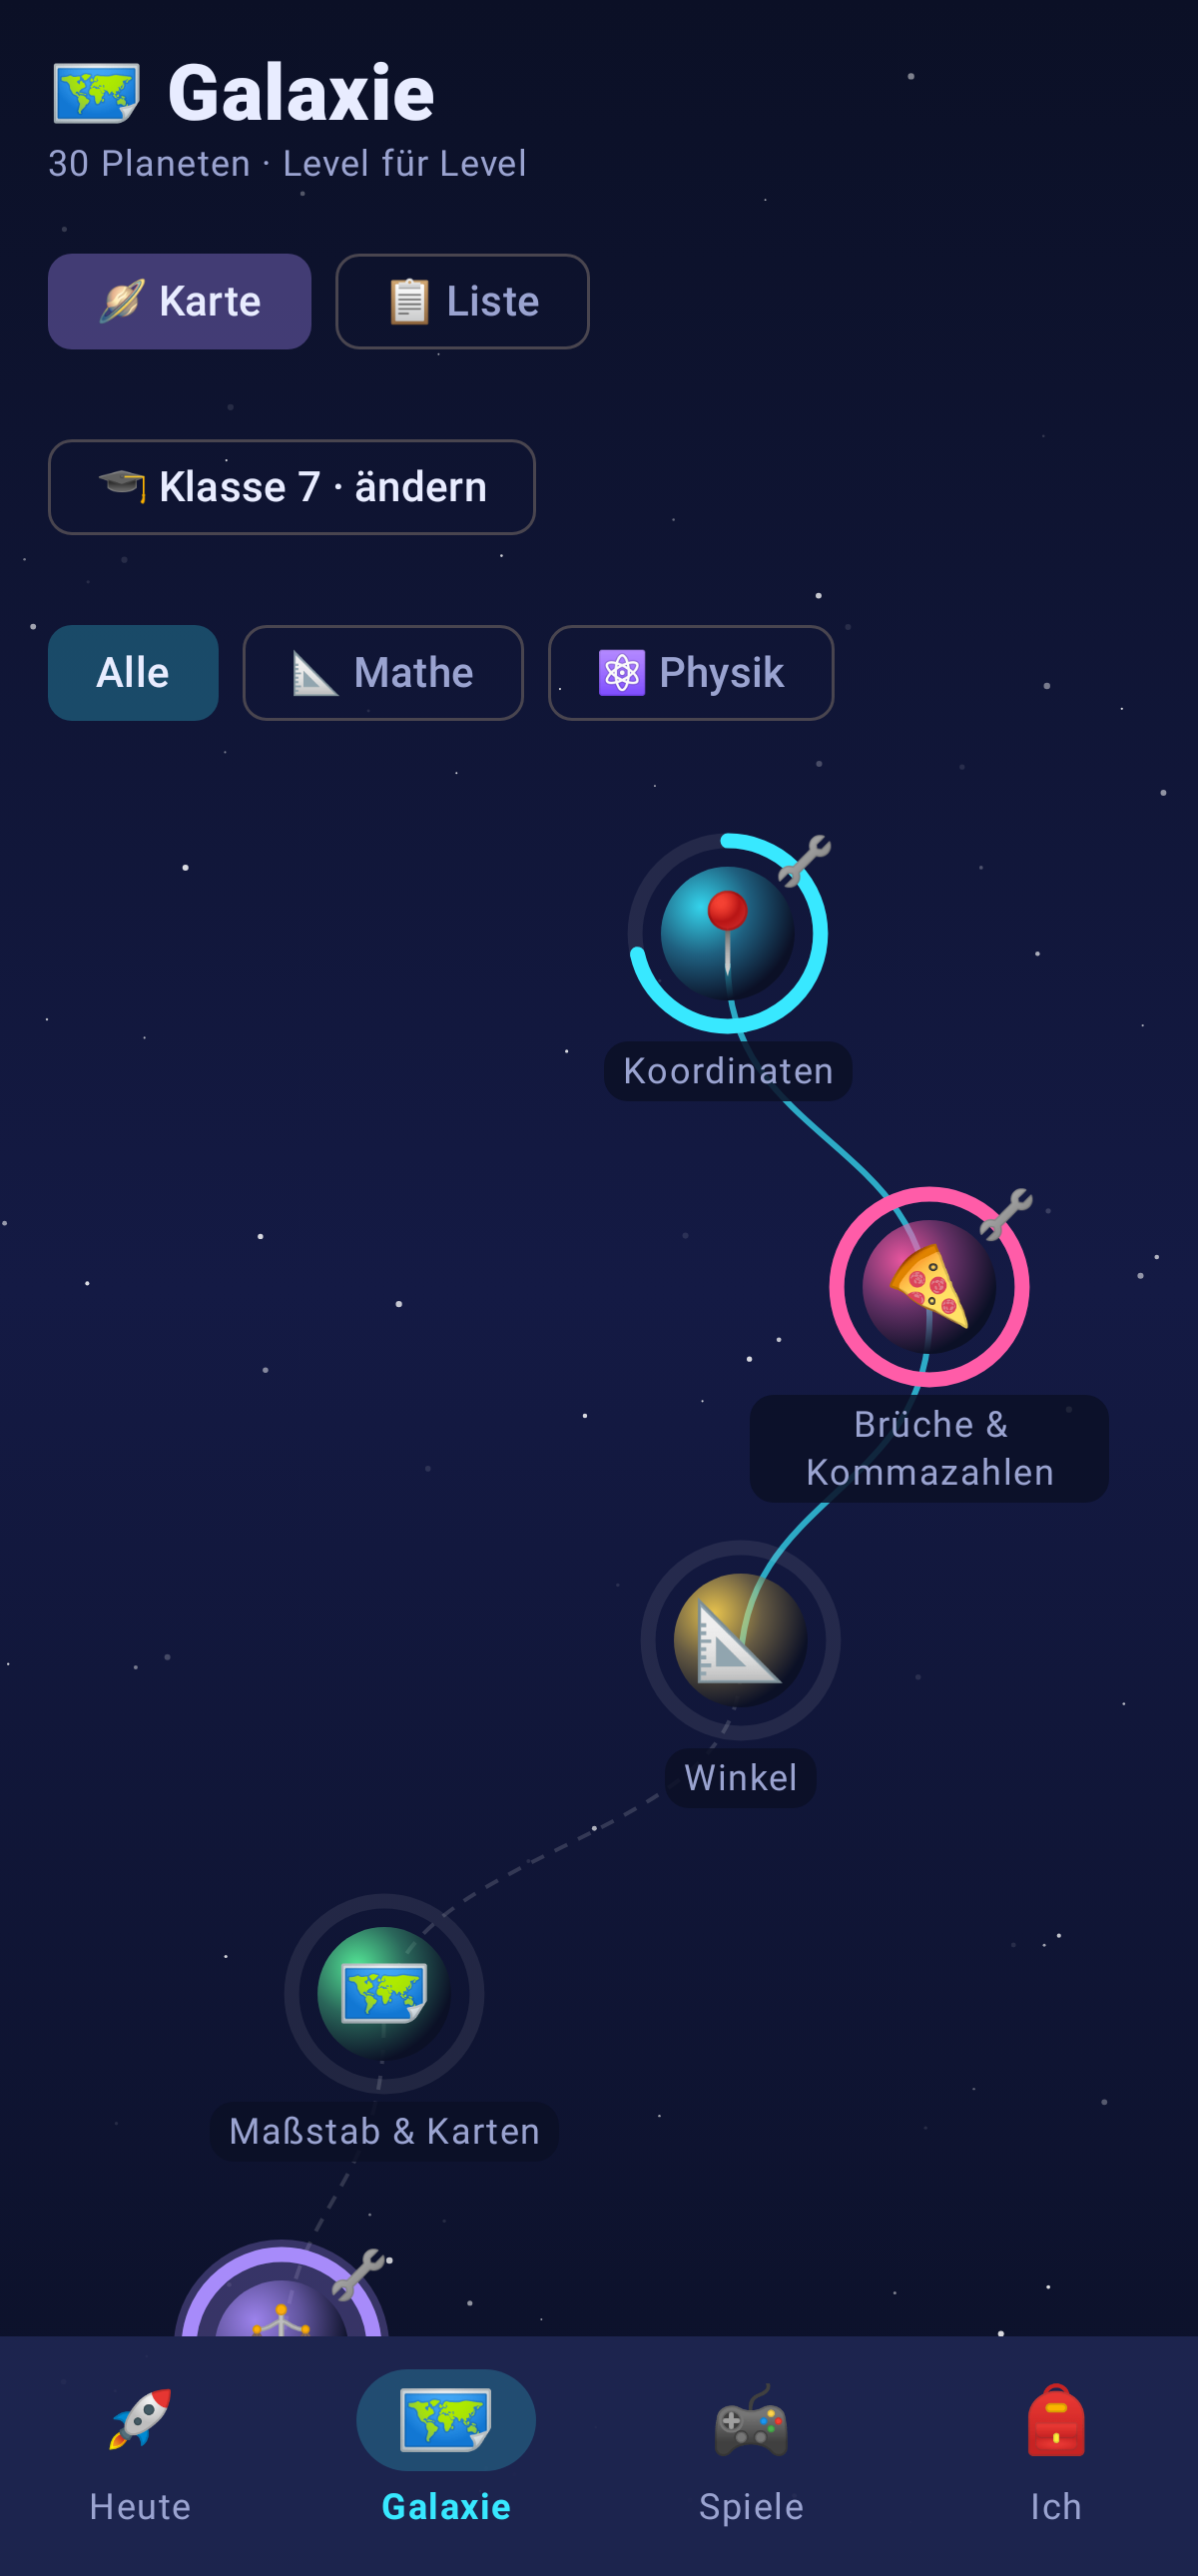 Galaxie
30 Planeten · Level für Level
Karte
Liste
Klasse 7 · ändern
Alle
Mathe
Physik
Koordinaten
Brüche &
Kommazahlen
Winkel
Maßstab & Karten
Heute
Galaxie
Spiele
Ich